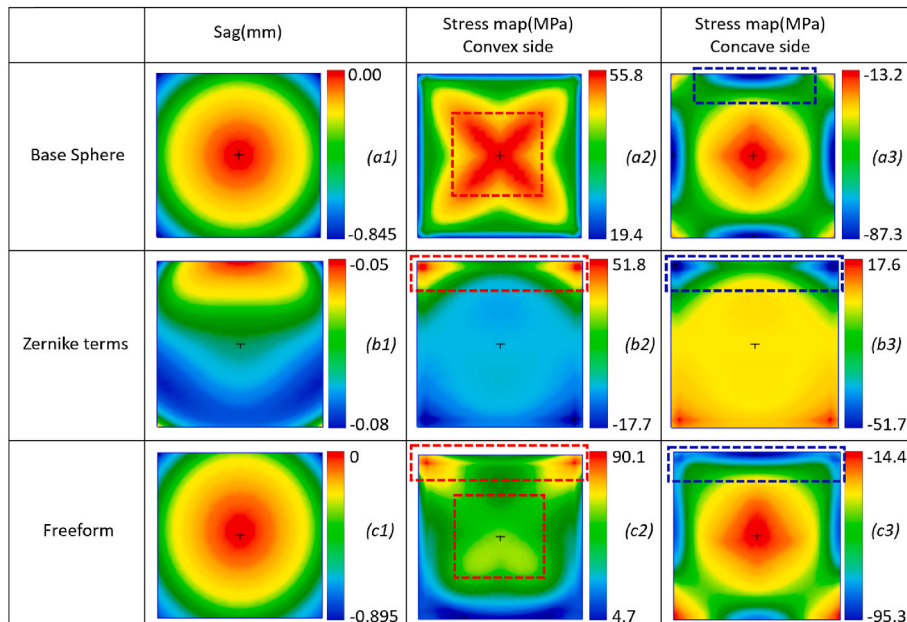 Sag(mm)
Stress map(MPa)
Convex side
Stress map(MPa)
Concave side
Base Sphere
0.00
(a1)
-0.845
55.8
(a2)
19.4
-13.2
(a3)
-87.3
Zernike terms
-0.05
(b1)
-0.08
51.8
(b2)
-17.7
17.6
(b3)
-51.7
Freeform
0
(c1)
-0.895
90.1
(c2)
4.7
-14.4
(c3)
-95.3